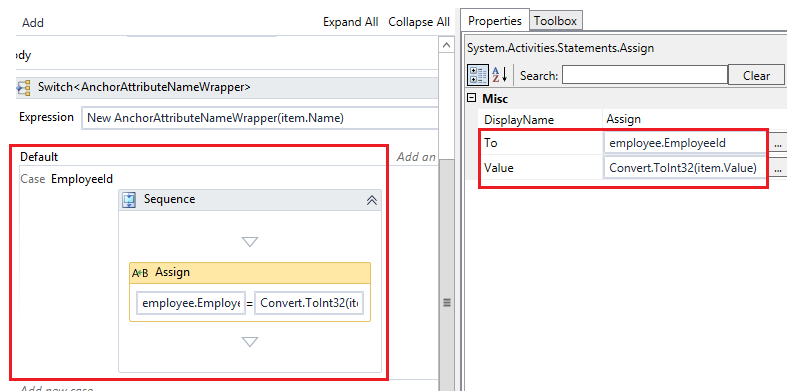 Add
Expand All
Collapse All
ody
Switch<AnchorAttributeNameWrapper>
Expression
New AnchorAttributeNameWrapper(item.Name)
Default
Add an
Case EmployeeId
Sequence
A+B Assign
employee.Employe = Convert.ToInt32(ite
Add new case
Properties
Toolbox
System.Activities.Statements.Assign
A
Z
Search:
Clear
Misc
DisplayName
Assign
To
employee.EmployeeId
...
Value
Convert.ToInt32(item.Value)
...